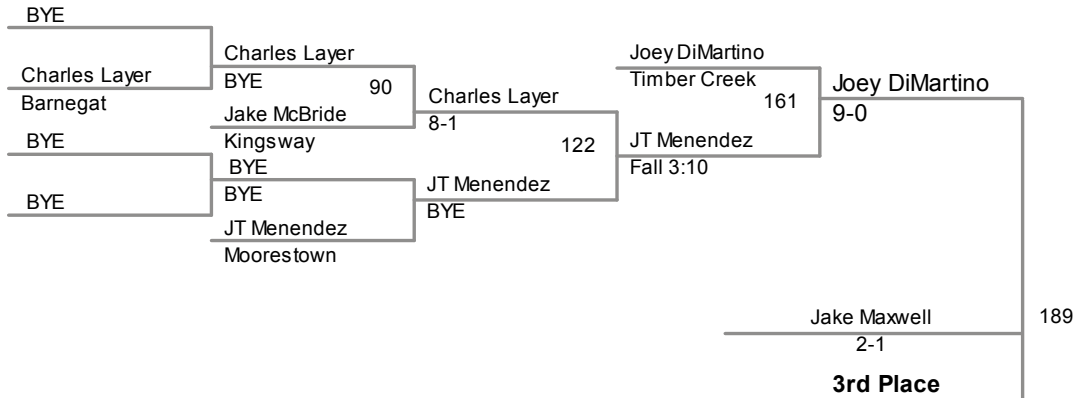 BYE
Charles Layer
Barnegat
BYE
BYE
Charles Layer
BYE
90
Jake McBride
Kingsway
BYE
BYE
JT Menendez
Moorestown
Charles Layer
8-1
122
JT Menendez
BYE
Joey DiMartino
Timber Creek
161
JT Menendez
Fall 3:10
Joey DiMartino
9-0
Jake Maxwell
189
2-1
3rd Place